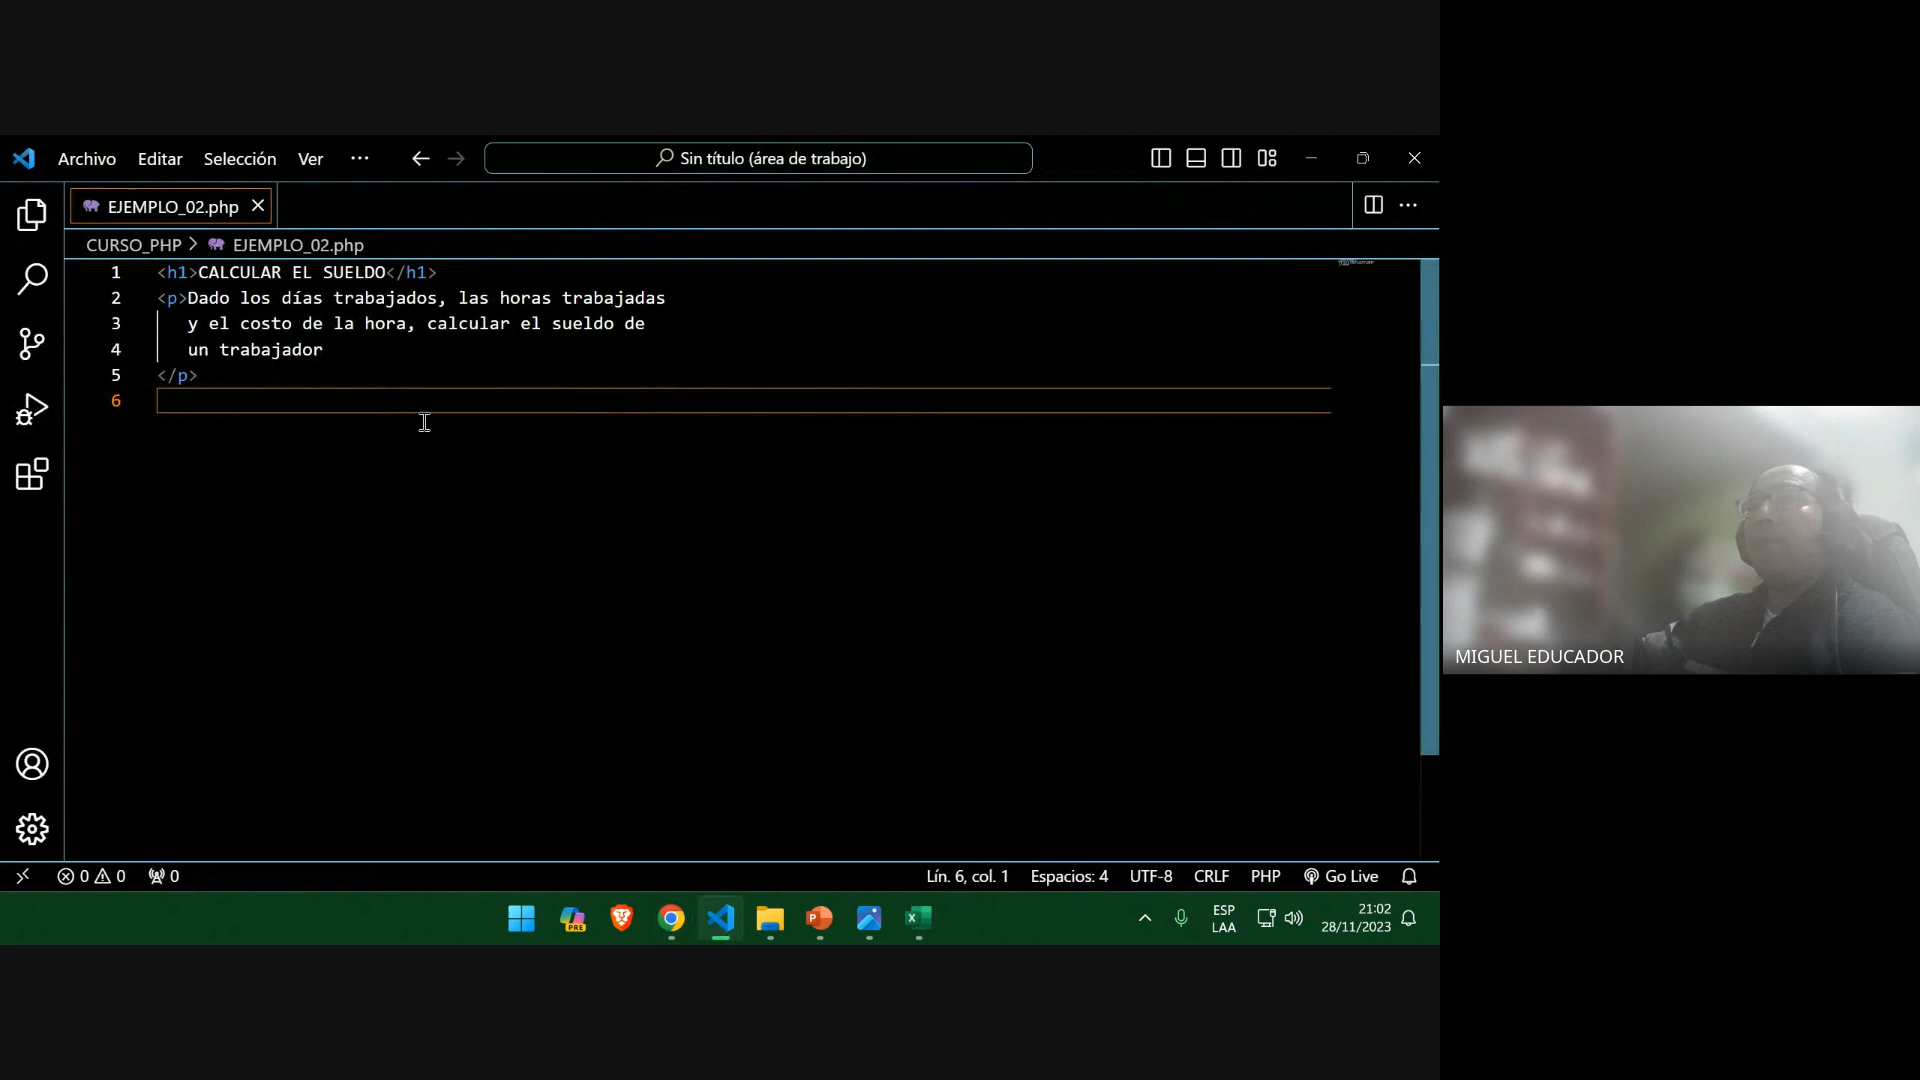 Archivo Editar Selección Ver ··· Sin título (área de trabajo)
EJEMPLO_02.php
CURSO_PHP > EJEMPLO_02.php
1 <h1>CALCULAR EL SUELDO</h1>
2 <p>Dado los días trabajados, las horas trabajadas
3 y el costo de la hora, calcular el sueldo de
4 un trabajador
5 </p>
6
MIGUEL EDUCADOR
0 0 0 Lín. 6, col. 1 Espacios: 4 UTF-8 CRLF PHP Go Live
PRE
ESP
LAA
21:02
28/11/2023